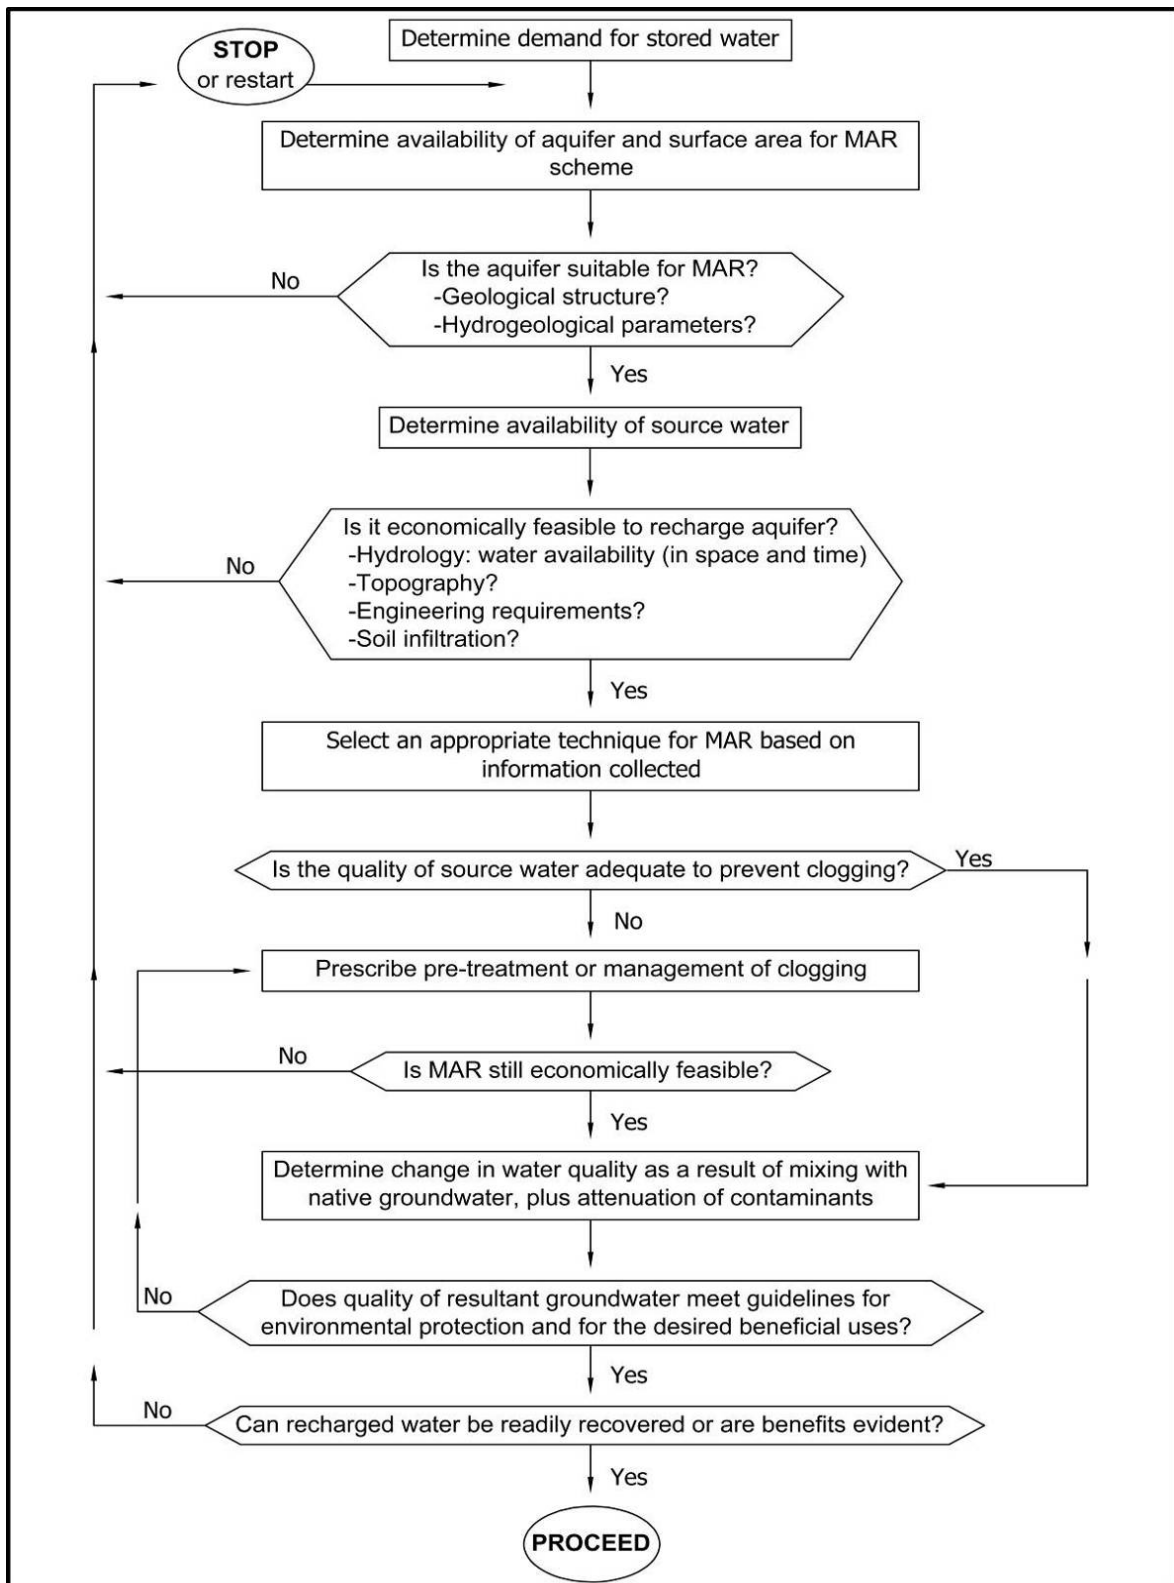 Determine demand for stored water
STOP
or restart
Determine availability of aquifer and surface area for MAR
scheme
Is the aquifer suitable for MAR?
-Geological structure?
-Hydrogeological parameters?
No
Yes
Determine availability of source water
Is it economically feasible to recharge aquifer?
-Hydrology: water availability (in space and time)
-Topography?
-Engineering requirements?
-Soil infiltration?
No
Yes
Select an appropriate technique for MAR based on
information collected
Is the quality of source water adequate to prevent clogging?
Yes
No
Prescribe pre-treatment or management of clogging
No
Is MAR still economically feasible?
Yes
Determine change in water quality as a result of mixing with
native groundwater, plus attenuation of contaminants
No
Does quality of resultant groundwater meet guidelines for
environmental protection and for the desired beneficial uses?
Yes
No
Can recharged water be readily recovered or are benefits evident?
Yes
PROCEED